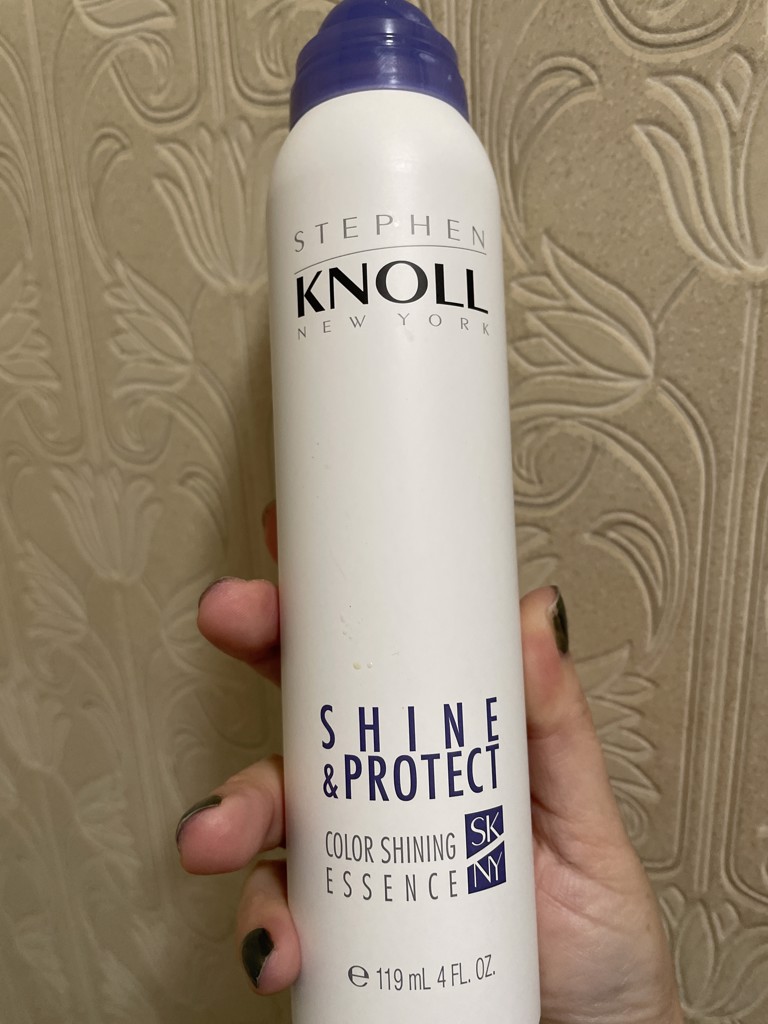 STEPHEN
KNOLL
NEW YORK
SHINE
&PROTECT
COLOR SHINING
ESSENCE
SK
NY
℮ 119 mL 4 FL. OZ.